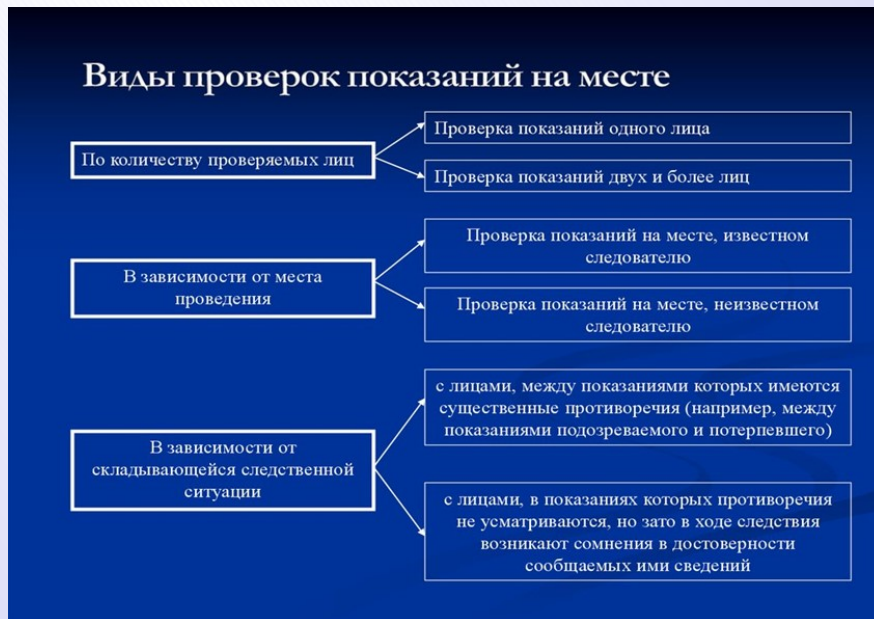 Виды проверок показаний на месте
По количеству проверяемых лиц
Проверка показаний одного лица
Проверка показаний двух и более лиц
В зависимости от места
проведения
Проверка показаний на месте, известном
следователю
Проверка показаний на месте, неизвестном
следователю
В зависимости от
складывающейся следственной
ситуации
с лицами, между показаниями которых имеются
существенные противоречия (например, между
показаниями подозреваемого и потерпевшего)
с лицами, в показаниях которых противоречия
не усматриваются, но зато в ходе следствия
возникают сомнения в достоверности
сообщаемых ими сведений